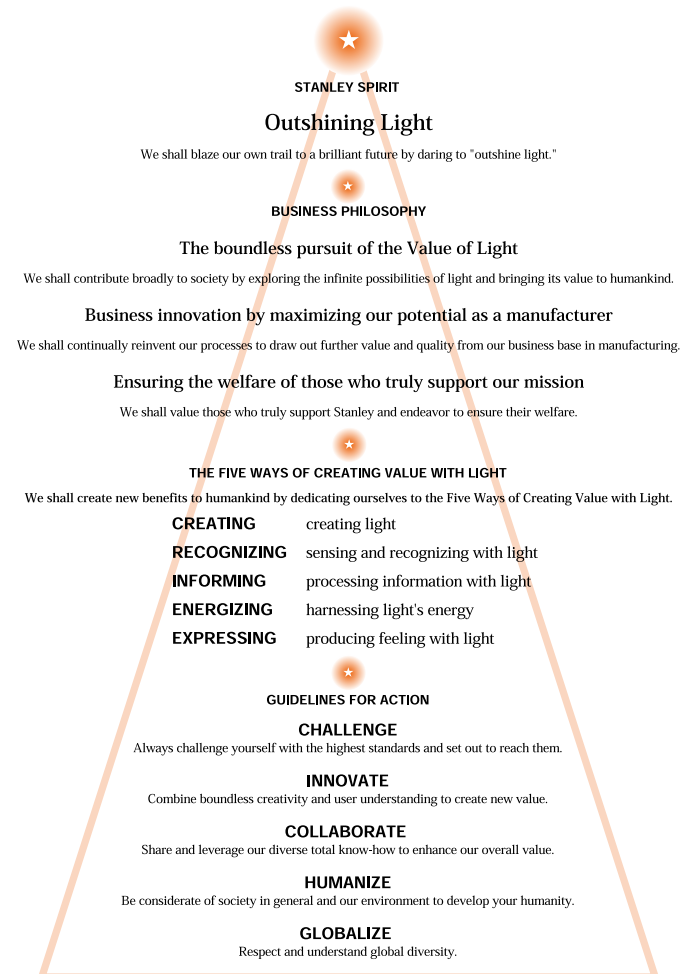 STANLEY SPIRIT
Outshining Light
We shall blaze our own trail to a brilliant future by daring to "outshine light."
BUSINESS PHILOSOPHY
The boundless pursuit of the Value of Light
We shall contribute broadly to society by exploring the infinite possibilities of light and bringing its value to humankind.
Business innovation by maximizing our potential as a manufacturer
We shall continually reinvent our processes to draw out further value and quality from our business base in manufacturing.
Ensuring the welfare of those who truly support our mission
We shall value those who truly support Stanley and endeavor to ensure their welfare.
THE FIVE WAYS OF CREATING VALUE WITH LIGHT
We shall create new benefits to humankind by dedicating ourselves to the Five Ways of Creating Value with Light.
CREATING creating light
RECOGNIZING sensing and recognizing with light
INFORMING processing information with light
ENERGIZING harnessing light's energy
EXPRESSING producing feeling with light
GUIDELINES FOR ACTION
CHALLENGE
Always challenge yourself with the highest standards and set out to reach them.
INNOVATE
Combine boundless creativity and user understanding to create new value.
COLLABORATE
Share and leverage our diverse total know-how to enhance our overall value.
HUMANIZE
Be considerate of society in general and our environment to develop your humanity.
GLOBALIZE
Respect and understand global diversity.